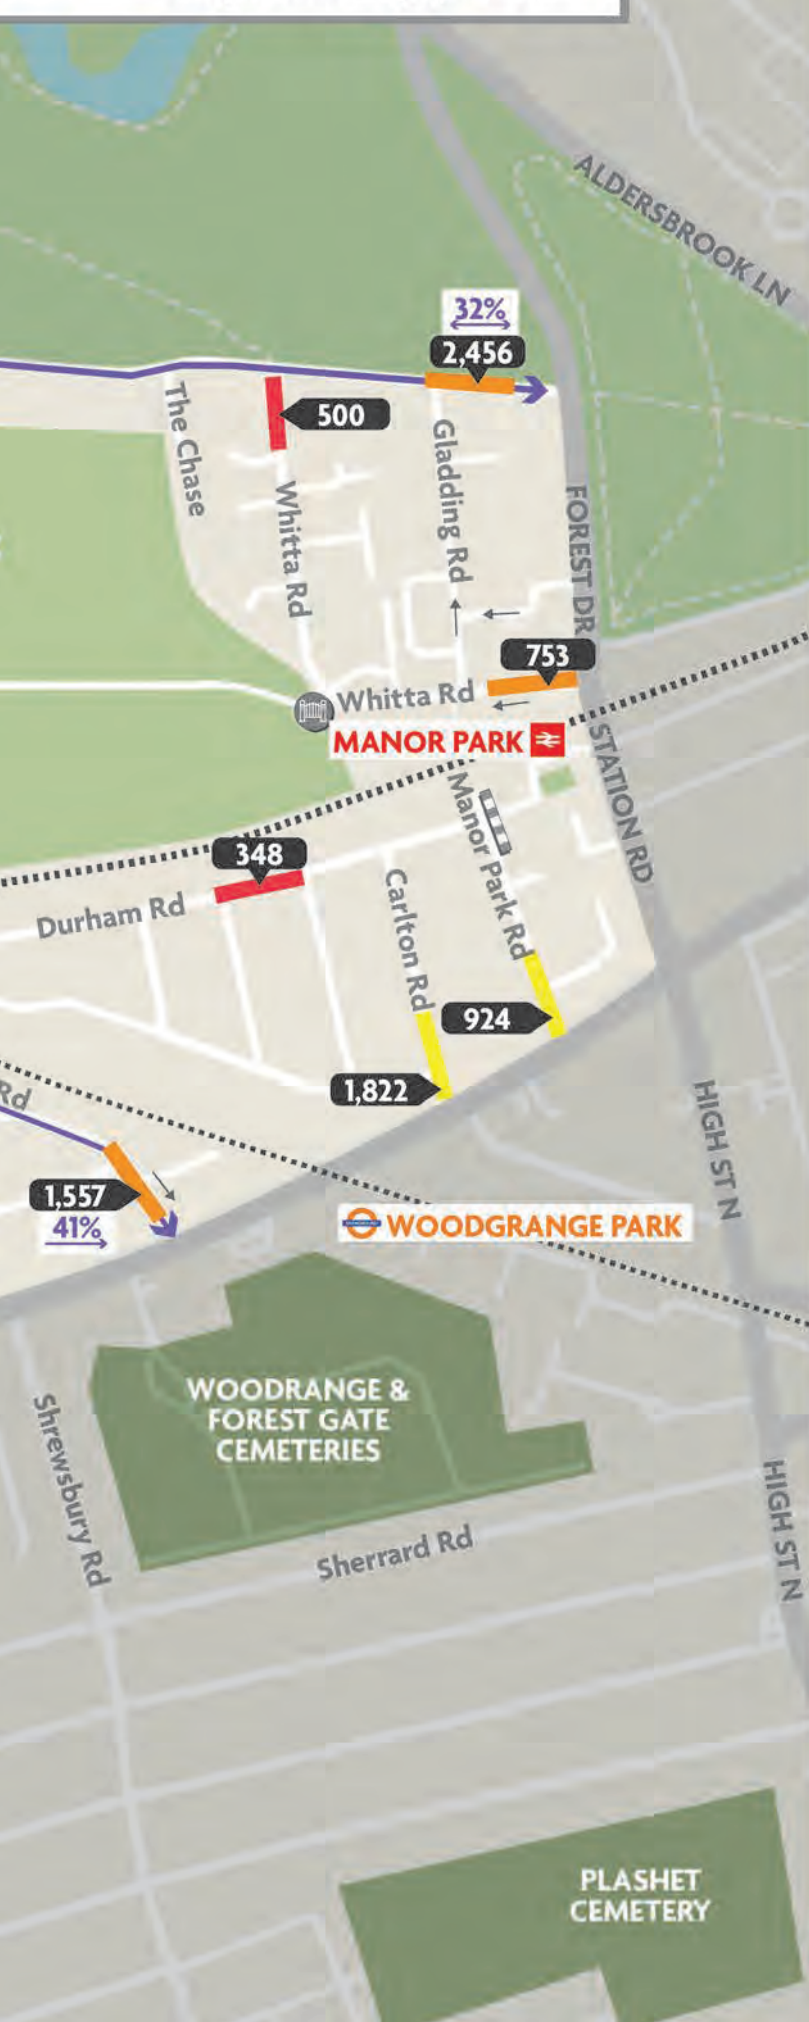 ALDERSBROOK LN
32%
2,456
500
The Chase
Gladding Rd
Whitta Rd
FOREST DR
753
Whitta Rd
MANOR PARK
STATION RD
Manor Park Rd
348
Durham Rd
Carlton Rd
924
1,822
Rd
HIGH ST N
1,557
41%
WOODGRANGE PARK
WOODRANGE &
FOREST GATE
CEMETERIES
Shrewsbury Rd
Sherrard Rd
HIGH ST N
PLASHET
CEMETERY